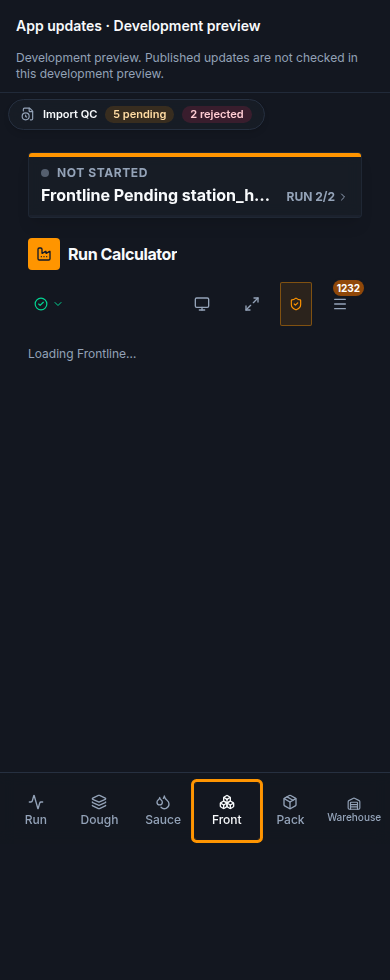 App updates · Development preview
Development preview. Published updates are not checked in
this development preview.
Import QC 5 pending 2 rejected
NOT STARTED
Frontline Pending station_h... RUN 2/2
Run Calculator
1232
Loading Frontline...
Run Dough Sauce Front Pack Warehouse